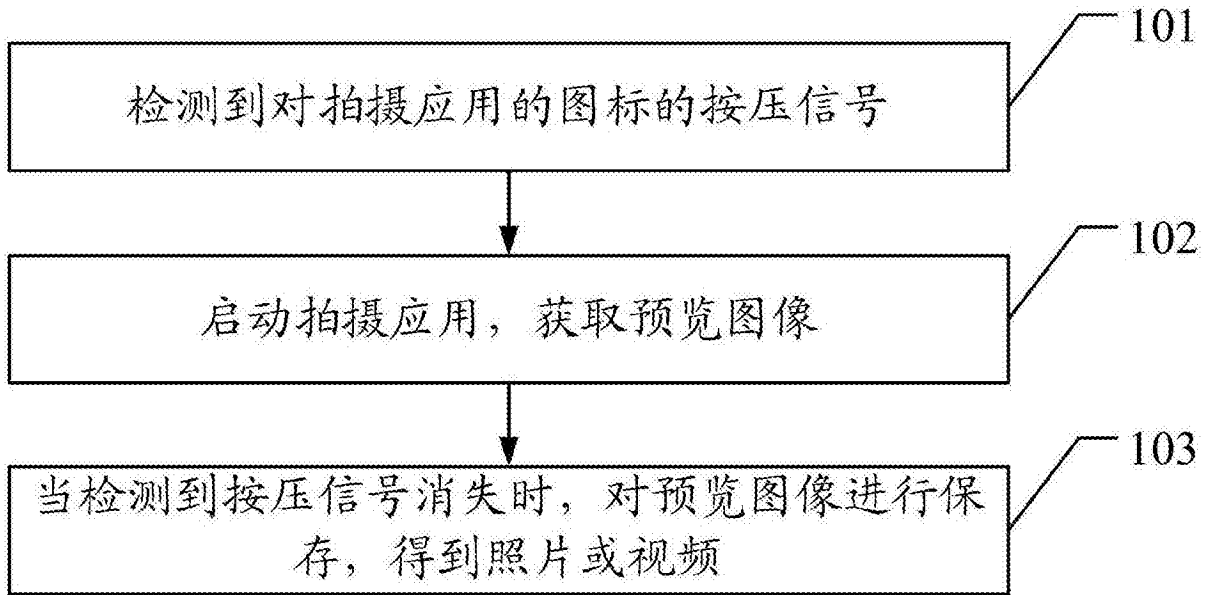 101
检测到对拍摄应用的图标的按压信号
102
启动拍摄应用，获取预览图像
103
当检测到按压信号消失时，对预览图像进行保
存，得到照片或视频